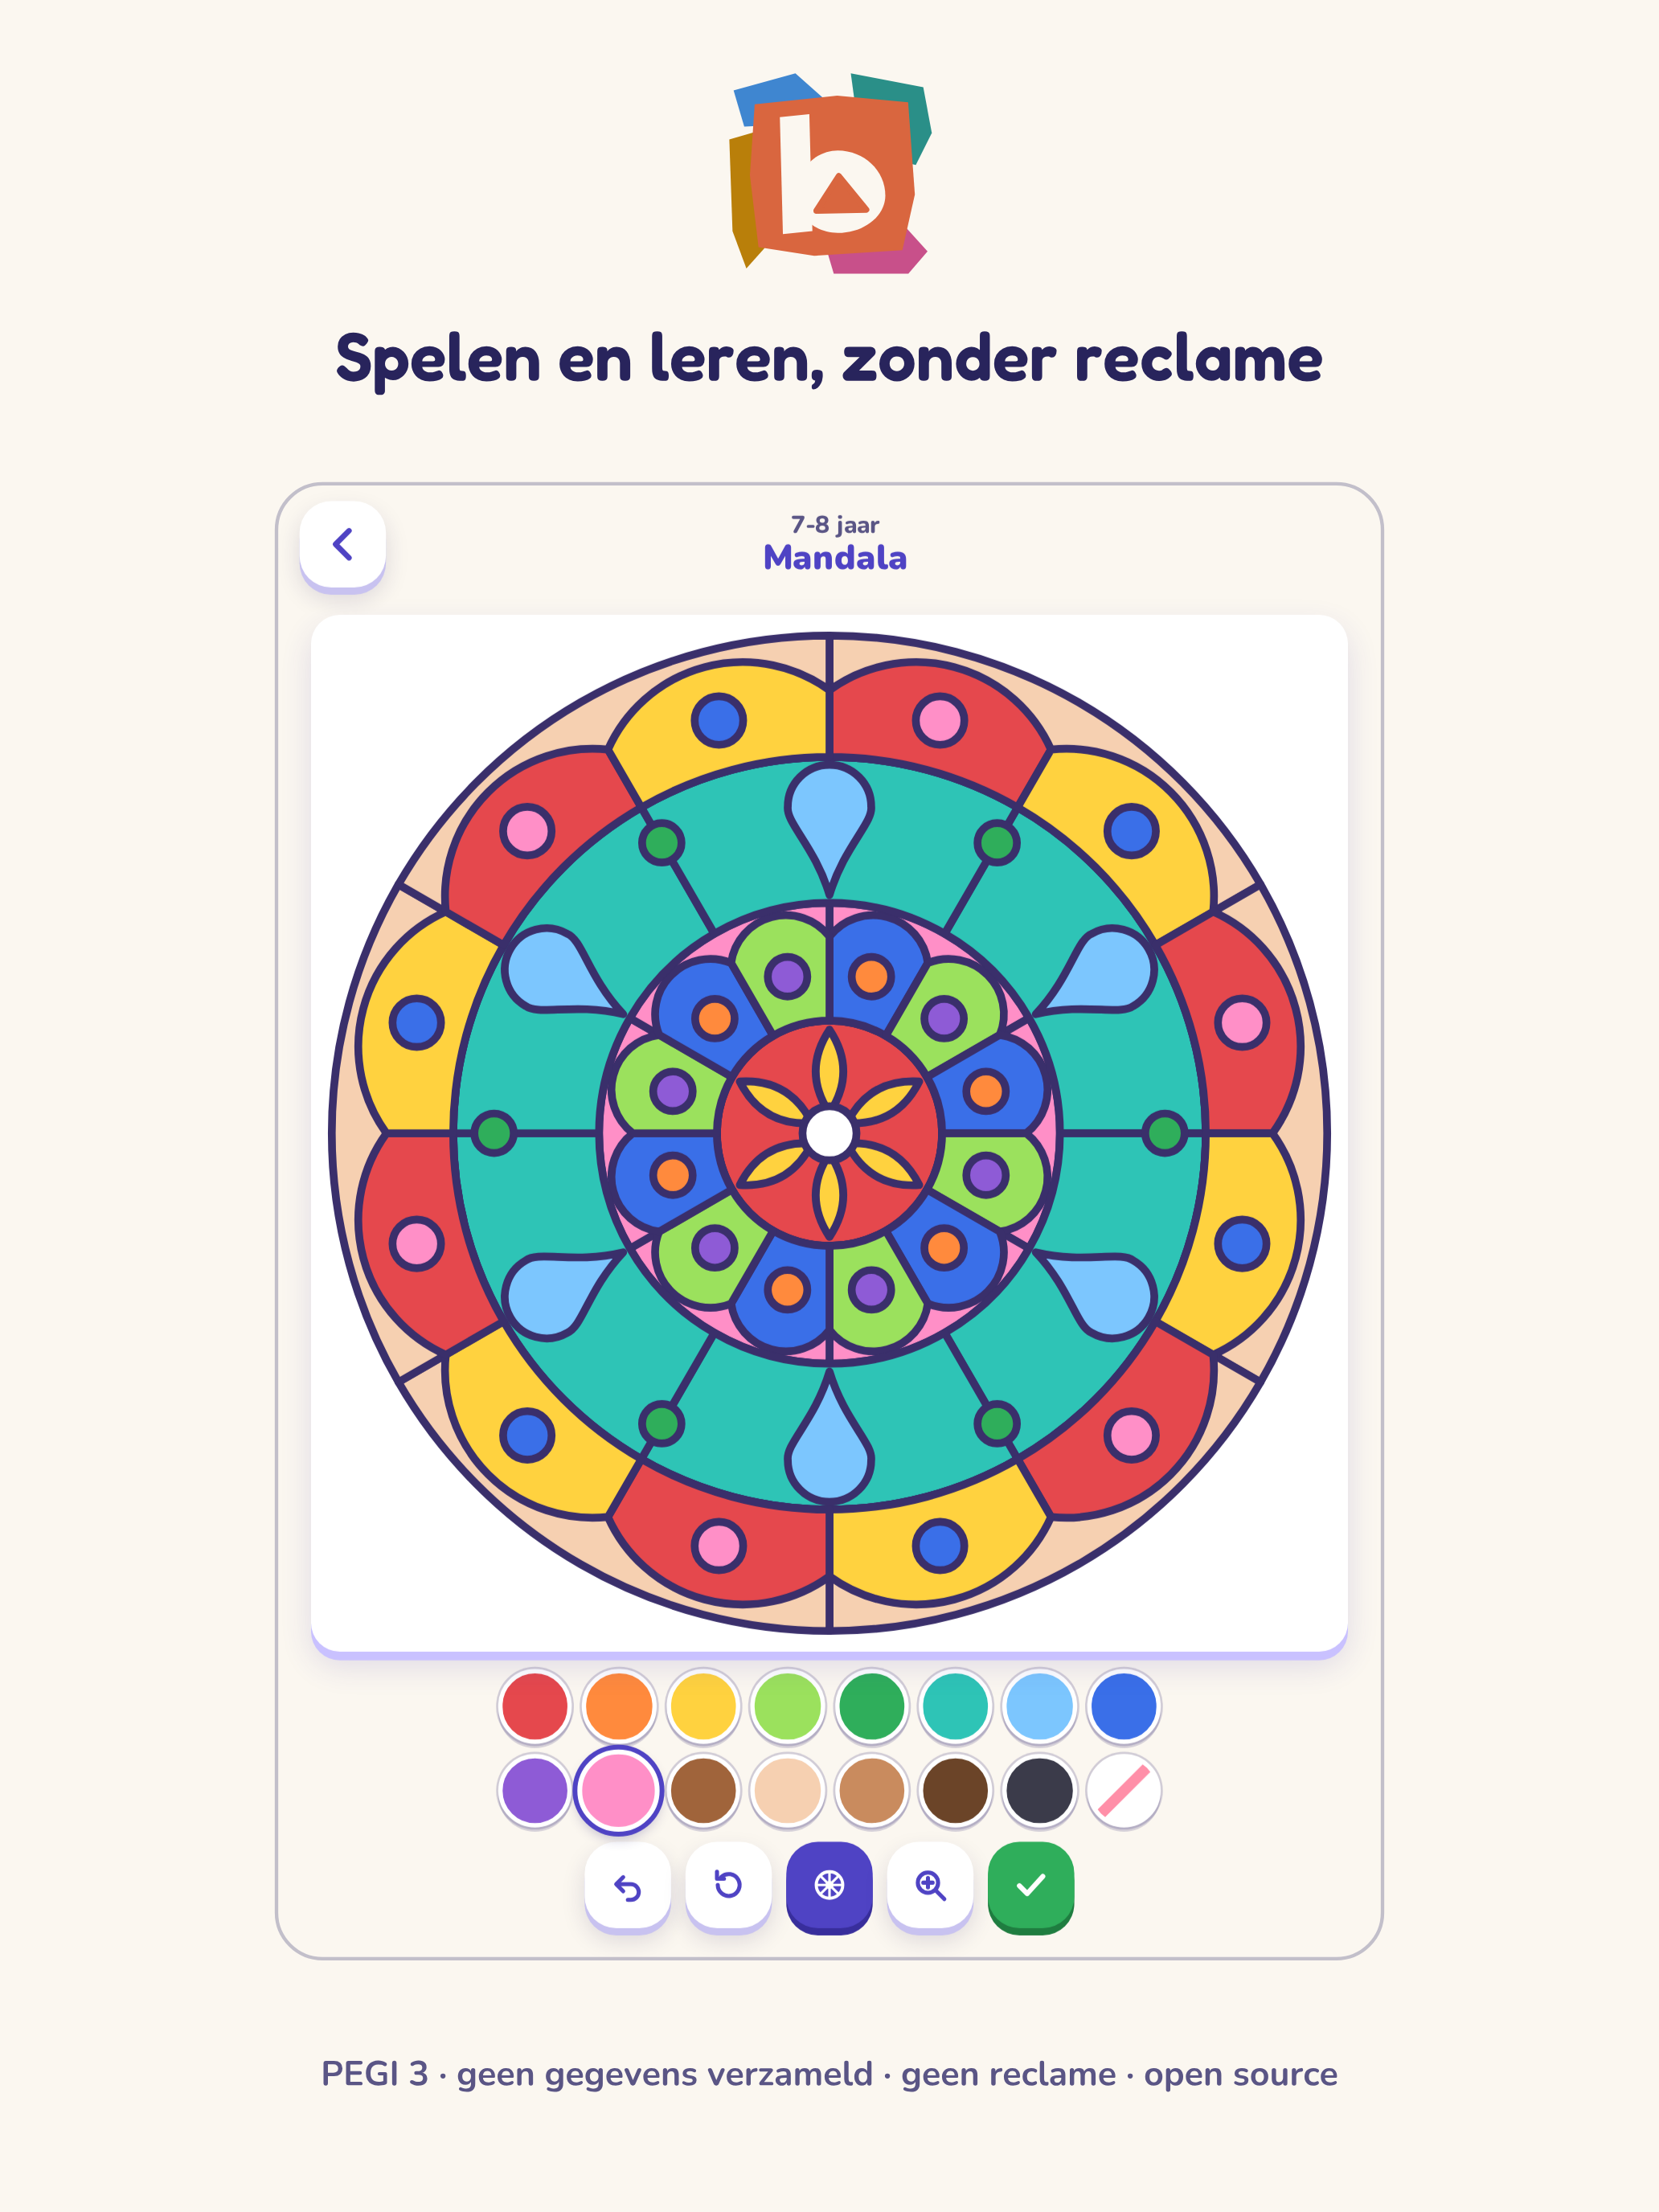 b
Spelen en leren, zonder reclame
7-8 jaar
Mandala
PEGI 3 · geen gegevens verzameld · geen reclame · open source